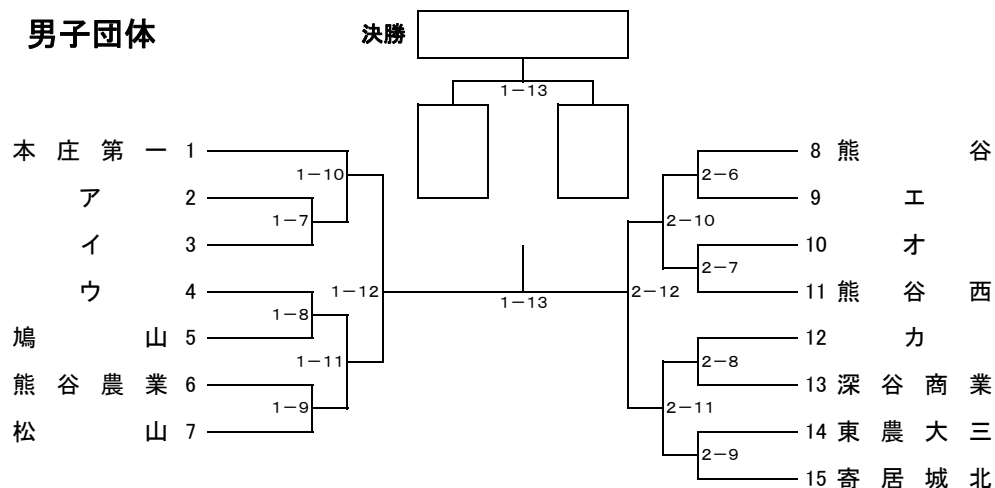 男子団体
決勝
1－13
本庄第一 1
8 熊谷
1－10
2－6
ア 2
9 エ
1－7
2－10
イ 3
10 オ
2－7
ウ 4
1－12
1－13
2－12
11 熊谷西
1－8
鳩山 5
12 カ
1－11
2－8
熊谷農業 6
13 深谷商業
1－9
2－11
松山 7
14 東農大三
2－9
15 寄居城北